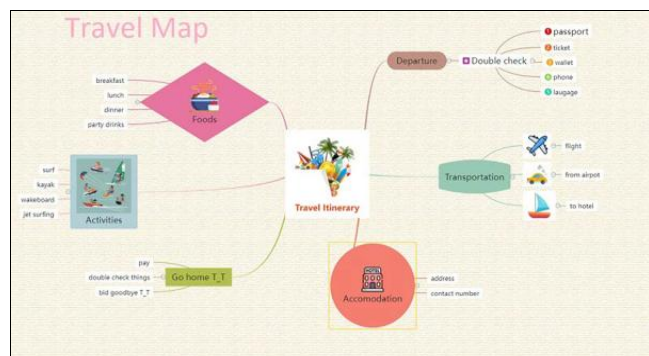 Travel Map
Departure
Double check
passport
ticket
wallet
phone
laugage
breakfast
lunch
dinner
party drinks
Foods
Travel Itinerary
Transportation
flight
from airpot
to hotel
surf
kayak
wakeboard
jet surfing
Activities
pay
double check things
bid goodbye T_T
Go home T_T
HOTEL
Accomodation
address
contact number